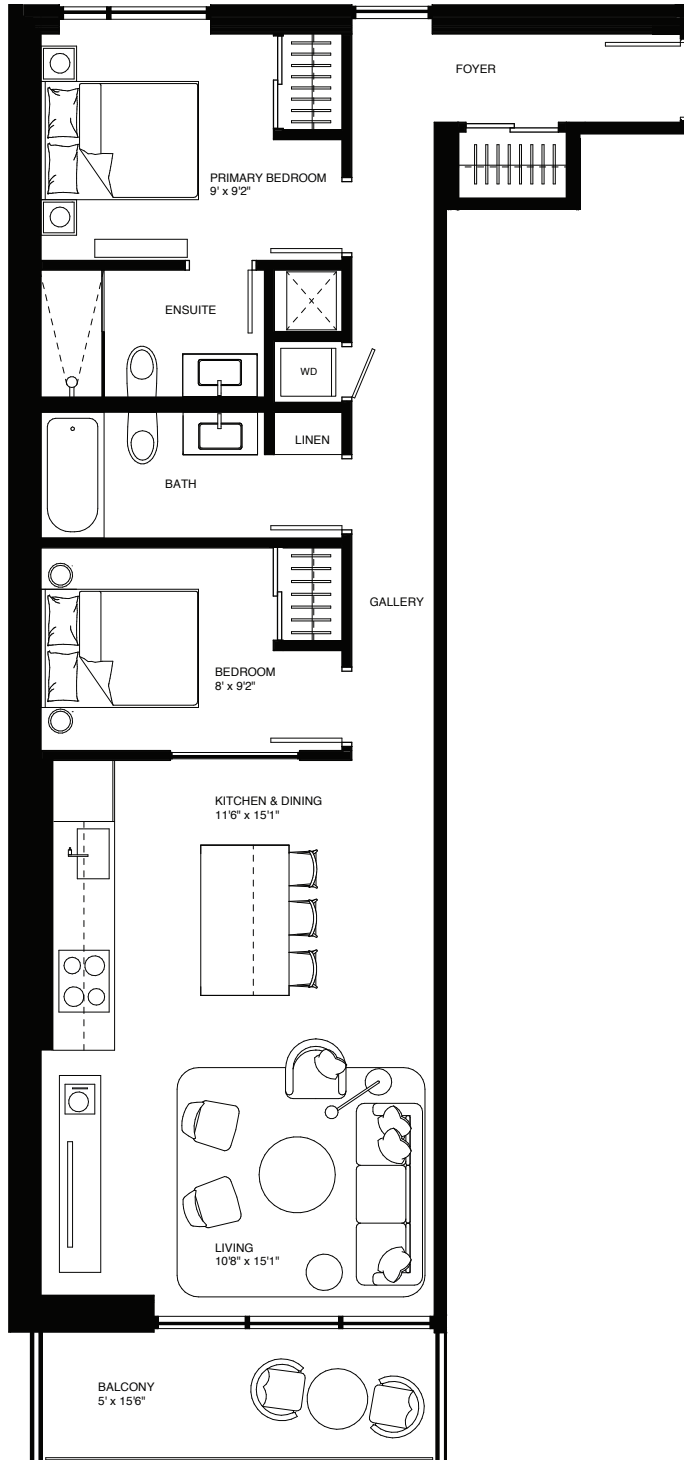 FOYER
PRIMARY BEDROOM
9' x 9'2"
ENSUITE
WD
LINEN
BATH
GALLERY
BEDROOM
8' x 9'2"
KITCHEN & DINING
11'6" x 15'1"
LIVING
10'8" x 15'1"
BALCONY
5' x 15'6"